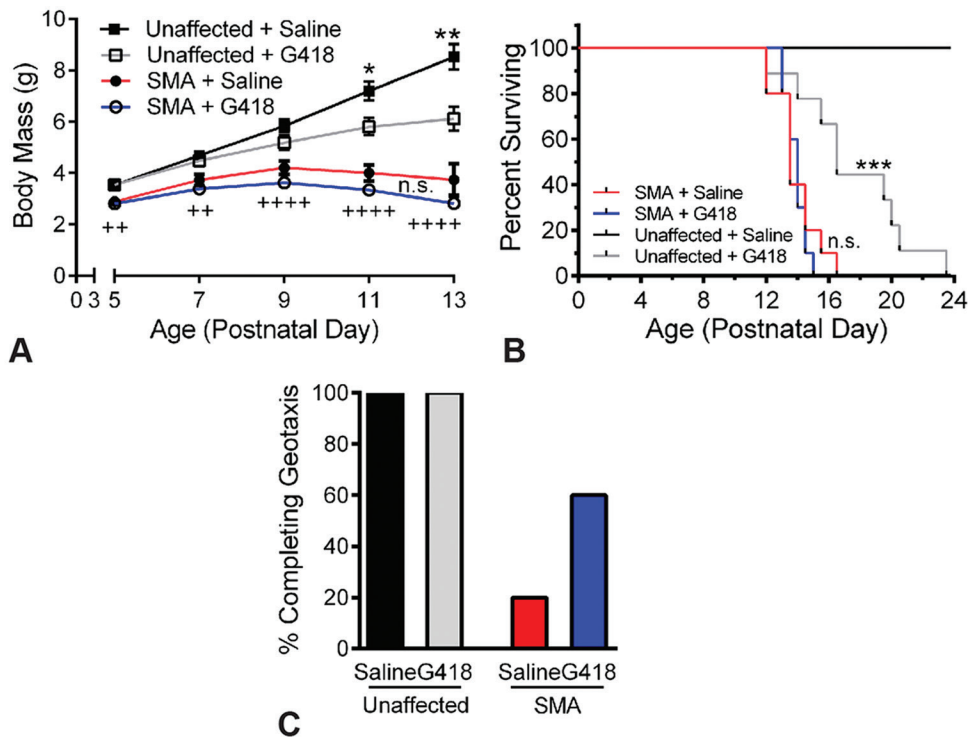 Unaffected + Saline
Unaffected + G418
SMA + Saline
SMA + G418
*
**
n.s.
++
++
++++
++++
++++
Body Mass (g)
10
8
6
4
2
0
0 3 5 7 9 11 13
Age (Postnatal Day)
A
Percent Surviving
100
80
60
40
20
0
***
n.s.
SMA + Saline
SMA + G418
Unaffected + Saline
Unaffected + G418
0 4 8 12 16 20 24
Age (Postnatal Day)
B
% Completing Geotaxis
100
80
60
40
20
0
SalineG418 SalineG418
Unaffected SMA
C